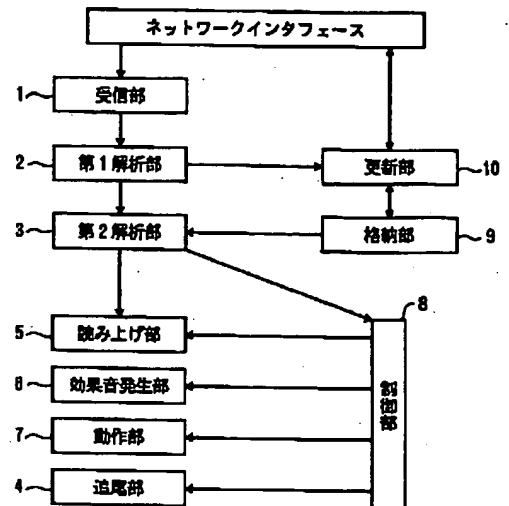 ネットワークインタフェース
1 受信部
2 第1解析部
更新部 10
3 第2解析部
格納部 9
8
5 読み上げ部
6 効果音発生部
制御部
7 動作部
4 追尾部